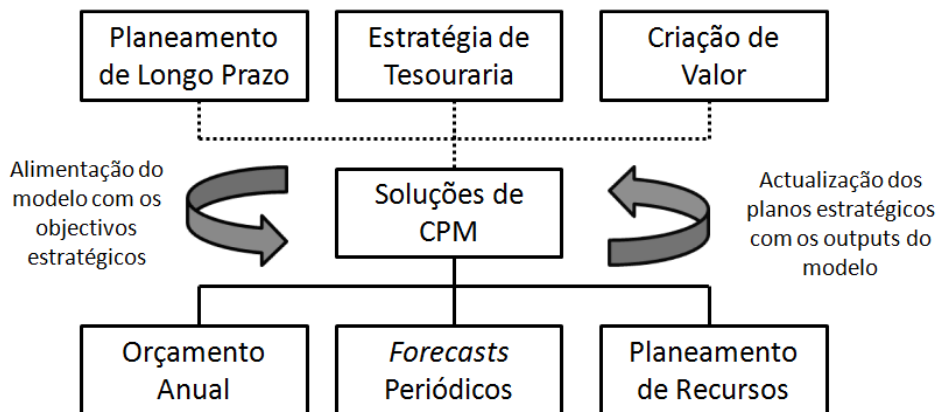 Planeamento
de Longo Prazo
Estratégia de
Tesouraria
Criação de
Valor
Alimentação do
modelo com os
objectivos
estratégicos
Soluções de
CPM
Actualização dos
planos estratégicos
com os outputs do
modelo
Orçamento
Anual
Forecasts
Periódicos
Planeamento
de Recursos